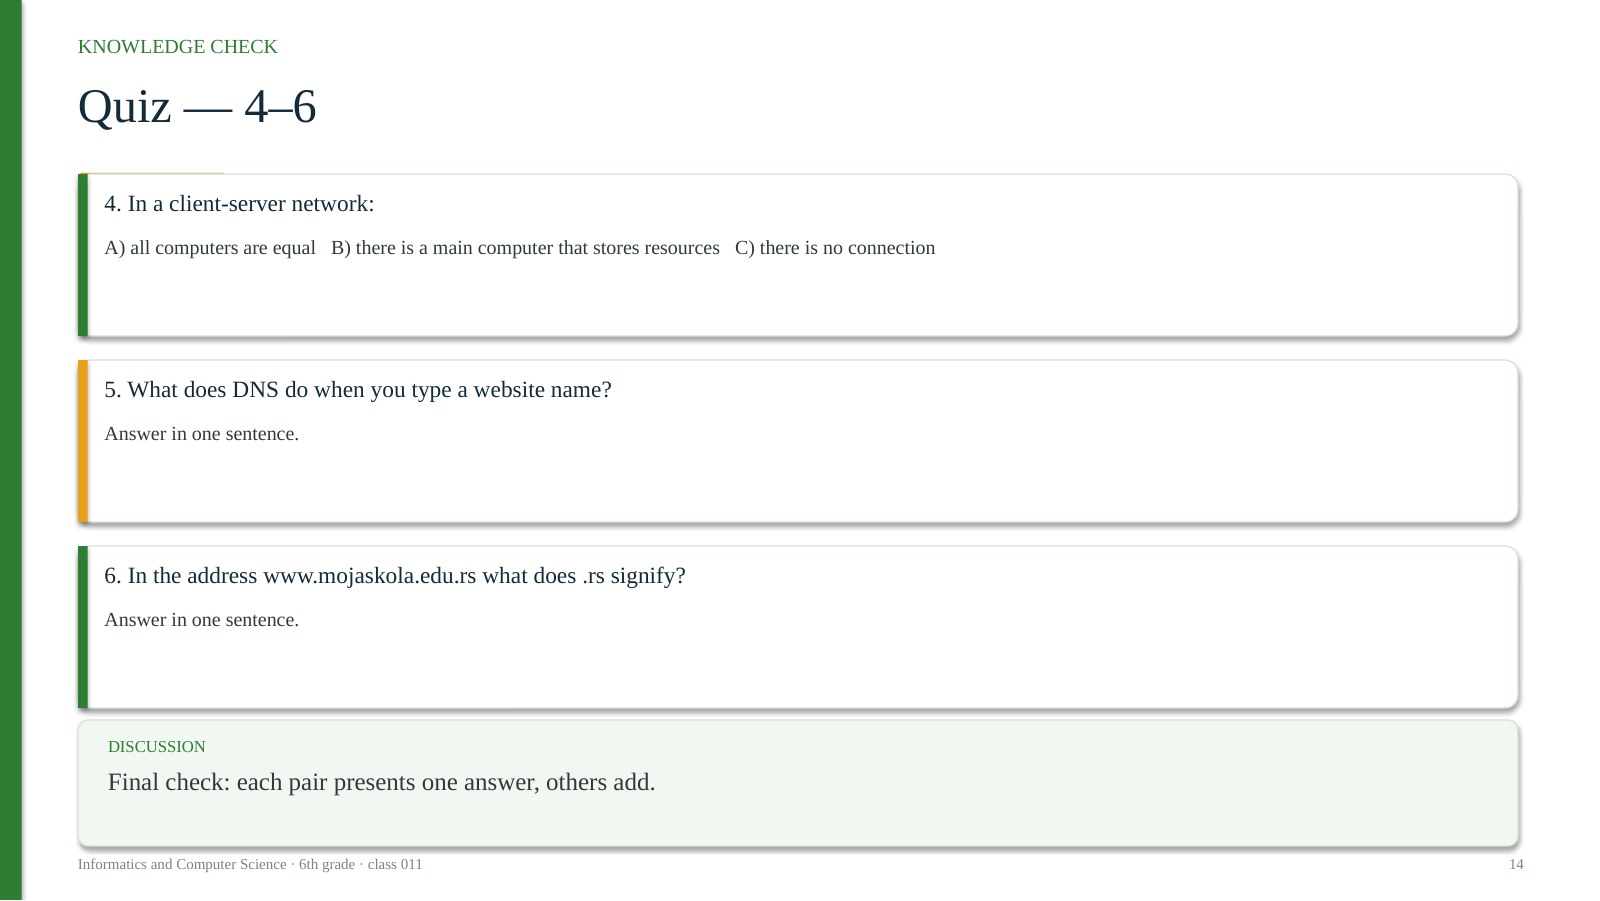 KNOWLEDGE CHECK
Quiz — 4–6
4. In a client-server network:
A) all computers are equal   B) there is a main computer that stores resources   C) there is no connection
5. What does DNS do when you type a website name?
Answer in one sentence.
6. In the address www.mojaskola.edu.rs what does .rs signify?
Answer in one sentence.
DISCUSSION
Final check: each pair presents one answer, others add.
Informatics and Computer Science · 6th grade · class 011
14